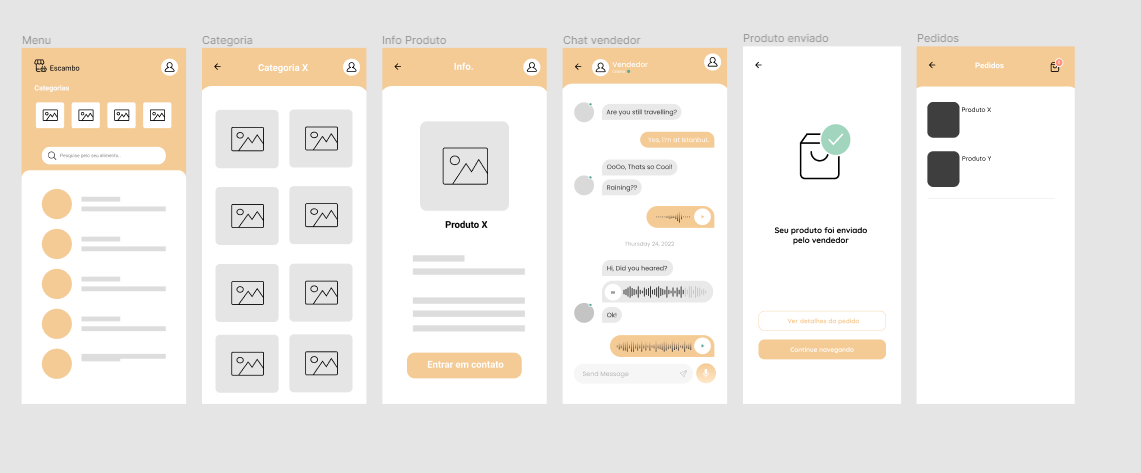 Menu
Escambo
Categorias
Pesquise pelo seu alimento
Categoria
Categoria X
Info Produto
Info.
Produto X
Entrar em contato
Chat vendedor
Vendedor
Are you still travelling?
Yes, i'm at Istanbul.
OoOo, Thats so Cool!
Raining??
Thursday 24, 2022
Hi, Did you heared?
Ok!
Send Message
Produto enviado
Seu produto foi enviado
pelo vendedor
Ver detalhes do pedido
Continue navegando
Pedidos
Pedidos
Produto X
Produto Y